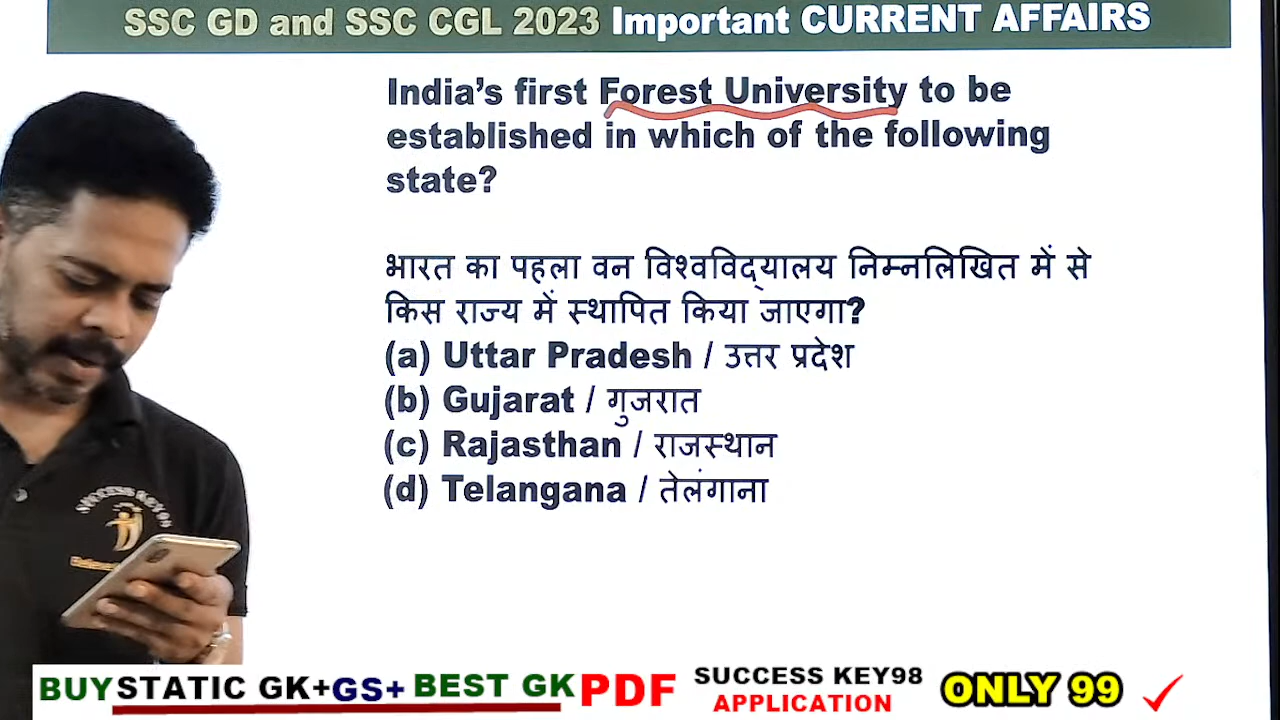 SSC GD and SSC CGL 2023 Important CURRENT AFFAIRS
India's first Forest University to be
established in which of the following
state?
भारत का पहला वन विश्वविद्यालय निम्नलिखित में से
किस राज्य में स्थापित किया जाएगा?
(a) Uttar Pradesh / उत्तर प्रदेश
(b) Gujarat / गुजरात
(c) Rajasthan / राजस्थान
(d) Telangana / तेलंगाना
SUCCESS KEY98
BUY STATIC GK+GS+ BEST GK PDF
SUCCESS KEY98
APPLICATION
ONLY 99